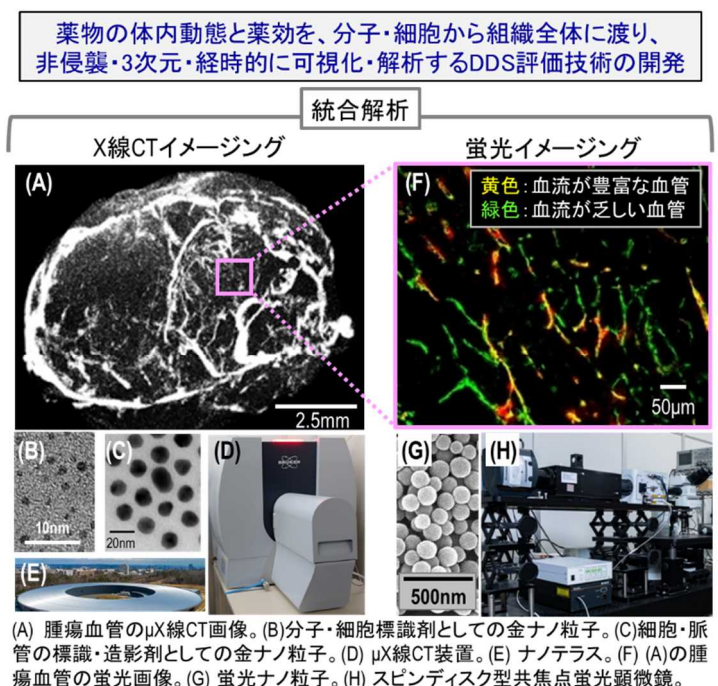 薬物の体内動態と薬効を、分子・細胞から組織全体に渡り、
非侵襲・3次元・経時的に可視化・解析するDDS評価技術の開発
統合解析
X線CTイメージング
蛍光イメージング
(A)
2.5mm
(F)
黄色:血流が豊富な血管
緑色:血流が乏しい血管
50μm
(B)
10nm
(C)
20nm
(D)
BRUKER
(E)
(G)
500nm
(H)
(A) 腫瘍血管のμX線CT画像。(B)分子・細胞標識剤としての金ナノ粒子。(C)細胞・脈
管の標識・造影剤としての金ナノ粒子。(D) μX線CT装置。(E) ナノテラス。(F) (A)の腫
瘍血管の蛍光画像。(G) 蛍光ナノ粒子。(H) スピンディスク型共焦点蛍光顕微鏡。